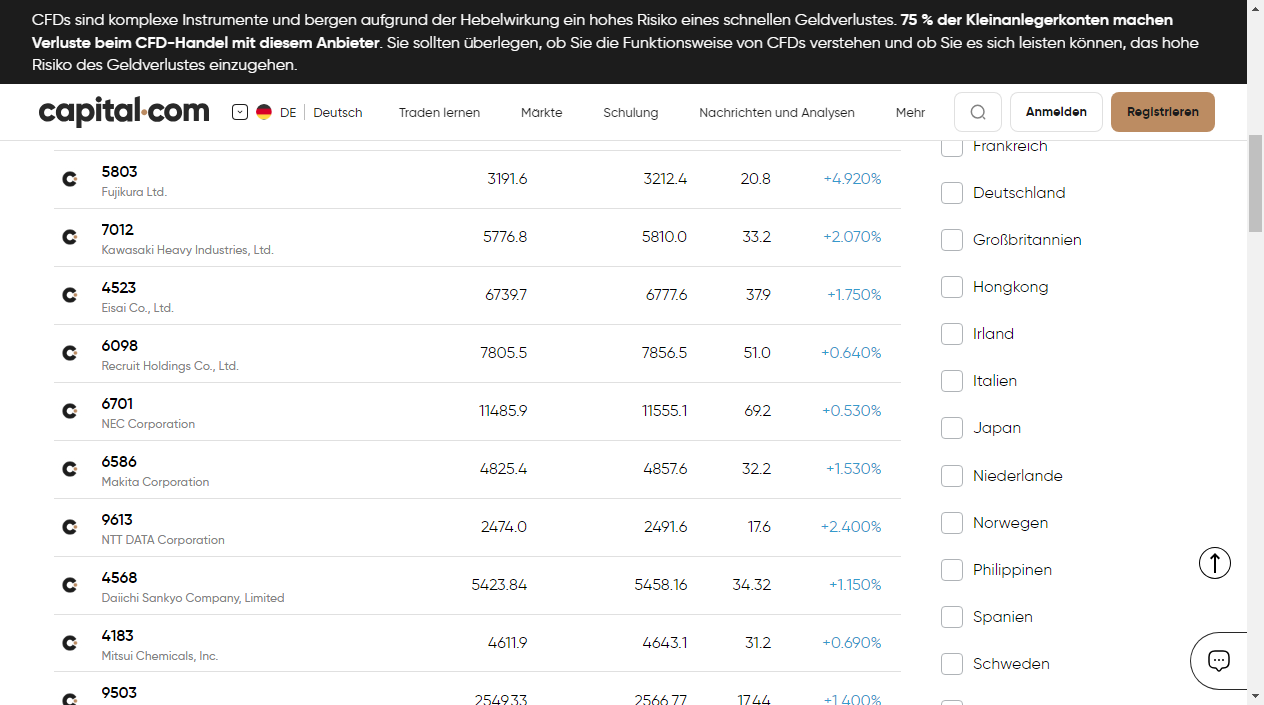 CFDs sind komplexe Instrumente und bergen aufgrund der Hebelwirkung ein hohes Risiko eines schnellen Geldverlustes. 75 % der Kleinanlegerkonten machen
Verluste beim CFD-Handel mit diesem Anbieter. Sie sollten überlegen, ob Sie die Funktionsweise von CFDs verstehen und ob Sie es sich leisten können, das hohe
Risiko des Geldverlustes einzugehen.
capital.com DE Deutsch Traden lernen Märkte Schulung Nachrichten und Analysen Mehr Anmelden Registrieren
5803 3191.6 3212.4 20.8 +4.920%
Fujikura Ltd.
7012 5776.8 5810.0 33.2 +2.070%
Kawasaki Heavy Industries, Ltd.
4523 6739.7 6777.6 37.9 +1.750%
Eisai Co., Ltd.
6098 7805.5 7856.5 51.0 +0.640%
Recruit Holdings Co., Ltd.
6701 11485.9 11555.1 69.2 +0.530%
NEC Corporation
6586 4825.4 4857.6 32.2 +1.530%
Makita Corporation
9613 2474.0 2491.6 17.6 +2.400%
NTT DATA Corporation
4568 5423.84 5458.16 34.32 +1.150%
Daiichi Sankyo Company, Limited
4183 4611.9 4643.1 31.2 +0.690%
Mitsui Chemicals, Inc.
9503 2549.33 2566.77 17.44 +1.400%
Frankreich
Deutschland
Großbritannien
Hongkong
Irland
Italien
Japan
Niederlande
Norwegen
Philippinen
Spanien
Schweden